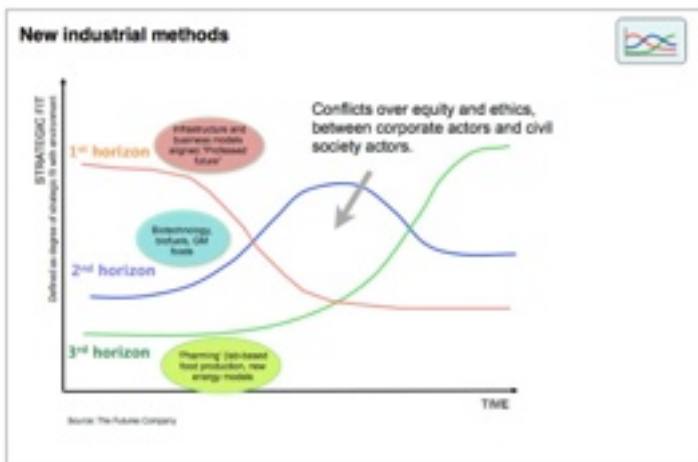 New industrial methods
STRATEGIC FIT
Defined as degree of strategic fit with environment
1st horizon
Infrastructure and
business models
aligned "Professed
future"
Conflicts over equity and ethics,
between corporate actors and civil
society actors.
Biotechnology,
biofuels, GM
foods
2nd horizon
3rd horizon
'Pharming' (lab-based
food production, new
energy models
TIME
Source: The Futures Company